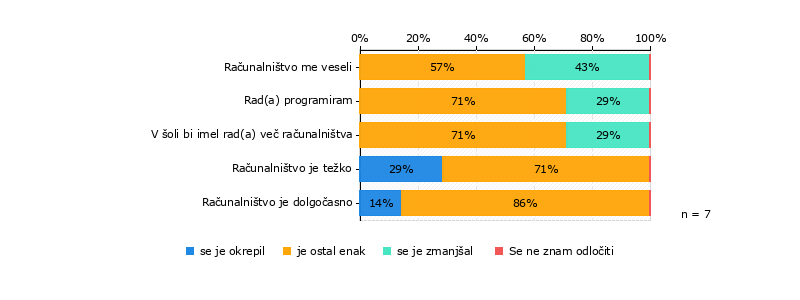 0% 20% 40% 60% 80% 100%
Računalništvo me veseli 57% 43%
Rad(a) programiram 71% 29%
V šoli bi imel rad(a) več računalništva 71% 29%
Računalništvo je težko 29% 71%
Računalništvo je dolgočasno 14% 86%
n = 7
se je okrepil je ostal enak se je zmanjšal Se ne znam odločiti